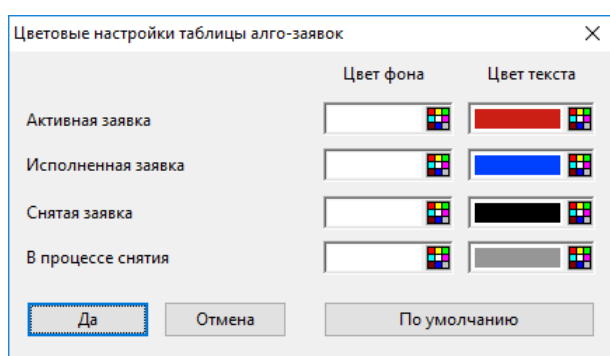 Цветовые настройки таблицы алго-заявок
Цвет фона Цвет текста
Активная заявка
Исполненная заявка
Снятая заявка
В процессе снятия
Да Отмена По умолчанию